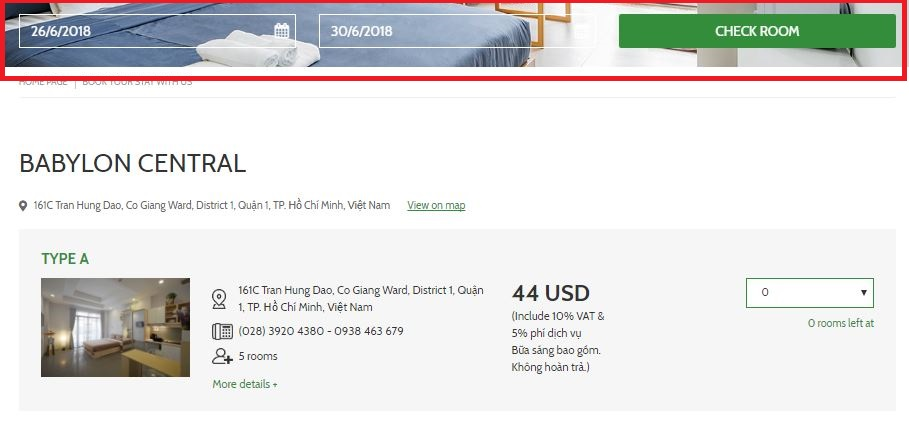 26/6/2018
30/6/2018
CHECK ROOM
HOME PAGE | BOOK YOUR STAY WITH US
BABYLON CENTRAL
161C Tran Hung Dao, Co Giang Ward, District 1, Quận 1, TP. Hồ Chí Minh, Việt Nam View on map
TYPE A
161C Tran Hung Dao, Co Giang Ward, District 1, Quận
1, TP. Hồ Chí Minh, Việt Nam
(028) 3920 4380 - 0938 463 679
5 rooms
More details +
44 USD
(Include 10% VAT &
5% phí dịch vụ
Bữa sáng bao gồm.
Không hoàn trả.)
0
0 rooms left at